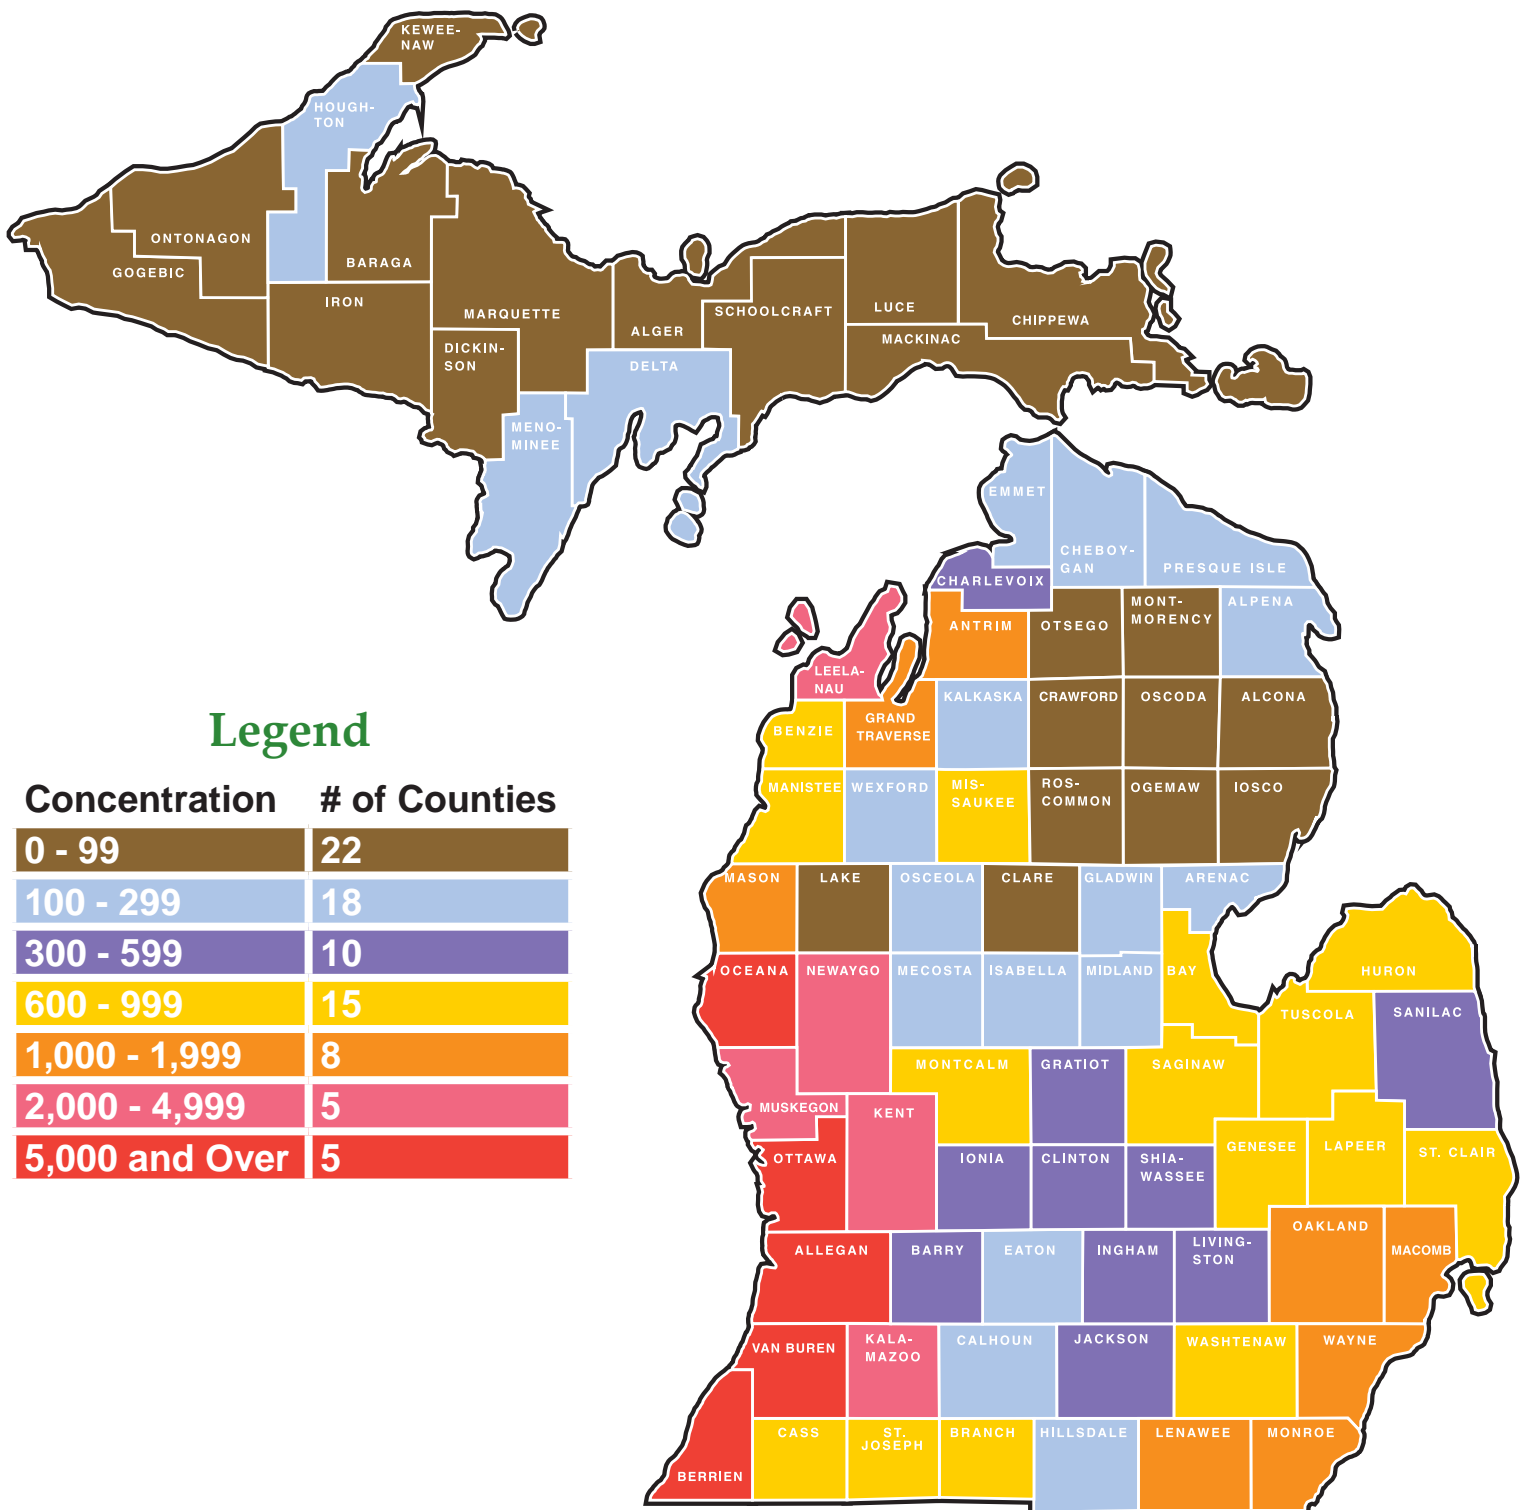 KEWEE-
NAW
HOUGH-
TON
ONTONAGON
GOGEBIC
BARAGA
IRON
MARQUETTE
DICKIN-
SON
ALGER
SCHOOLCRAFT
LUCE
CHIPPEWA
MACKINAC
DELTA
MENO-
MINEE
EMMET
CHEBOY-
GAN
PRESQUE ISLE
CHARLEVOIX
ANTRIM
OTSEGO
MONT-
MORENCY
ALPENA
LEELA-
NAU
BENZIE
GRAND
TRAVERSE
KALKASKA
CRAWFORD
OSCODA
ALCONA
MANISTEE
WEXFORD
MIS-
SAUKEE
ROS-
COMMON
OGEMAW
IOSCO
MASON
LAKE
OSCEOLA
CLARE
GLADWIN
ARENAC
OCEANA
NEWAYGO
MECOSTA
ISABELLA
MIDLAND
BAY
HURON
TUSCOLA
SANILAC
MONTCALM
GRATIOT
SAGINAW
MUSKEGON
KENT
GENESEE
LAPEER
ST. CLAIR
OTTAWA
IONIA
CLINTON
SHIA-
WASSEE
OAKLAND
MACOMB
ALLEGAN
BARRY
EATON
INGHAM
LIVING-
STON
VAN BUREN
KALA-
MAZOO
CALHOUN
JACKSON
WASHTENAW
WAYNE
BERRIEN
CASS
ST.
JOSEPH
BRANCH
HILLSDALE
LENAWEE
MONROE
Legend
Concentration # of Counties
0 - 99 22
100 - 299 18
300 - 599 10
600 - 999 15
1,000 - 1,999 8
2,000 - 4,999 5
5,000 and Over 5